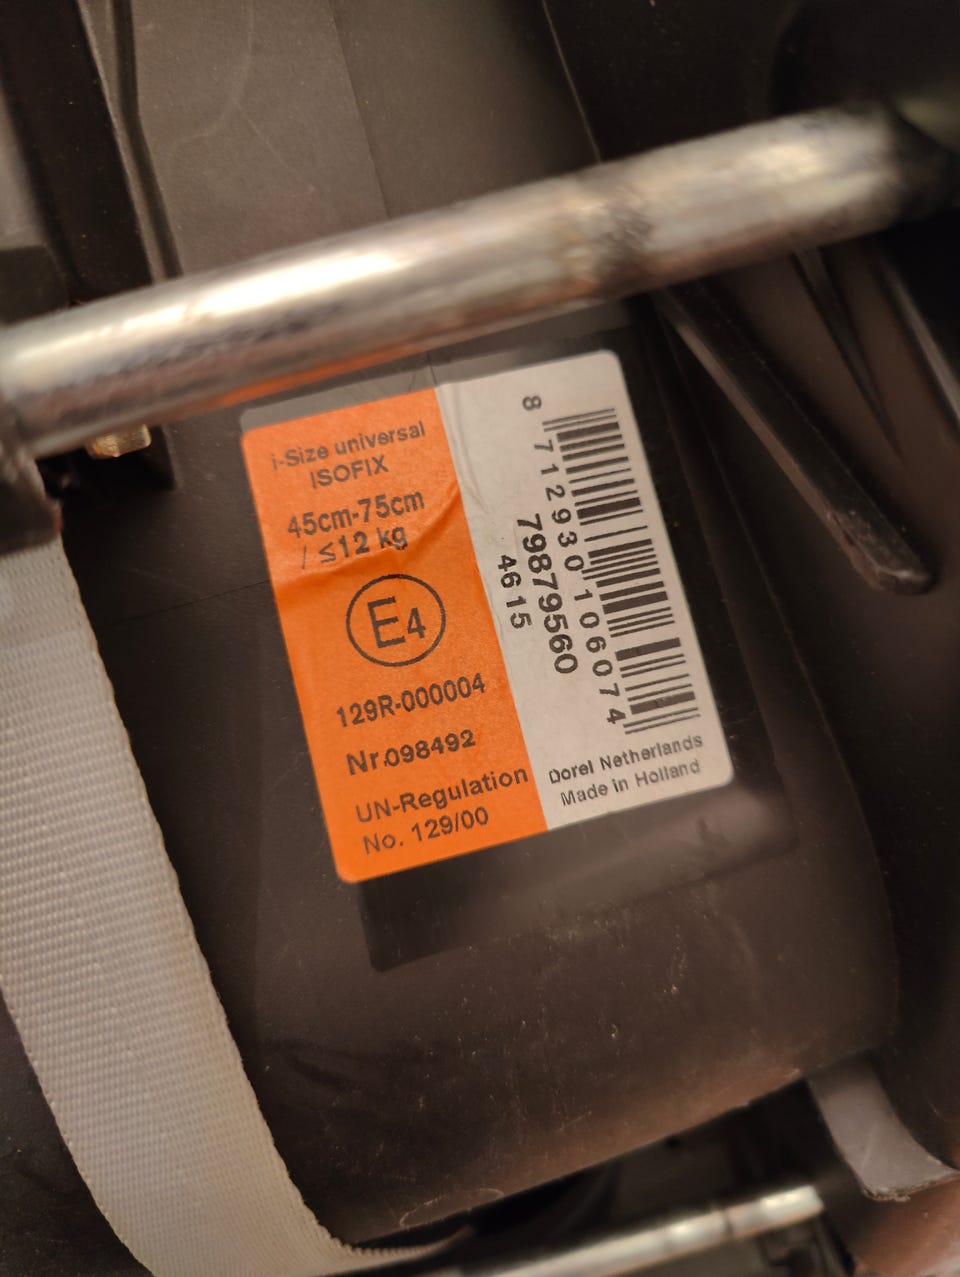 i-Size universal
ISOFIX
45cm-75cm
/ ≤12 kg
E4
129R-000004
Nr.098492
UN-Regulation
No. 129/00
8 712930 106074
79879560
4615
Dorel Netherlands
Made in Holland